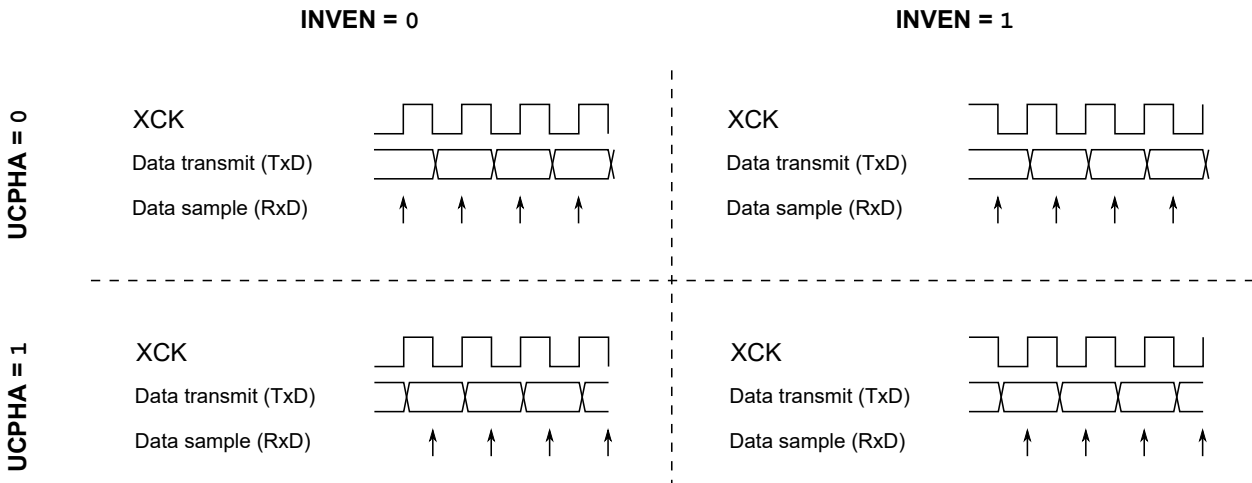 INVEN = 0
INVEN = 1
UCPHA = 0
XCK
Data transmit (TxD)
Data sample (RxD)
XCK
Data transmit (TxD)
Data sample (RxD)
UCPHA = 1
XCK
Data transmit (TxD)
Data sample (RxD)
XCK
Data transmit (TxD)
Data sample (RxD)